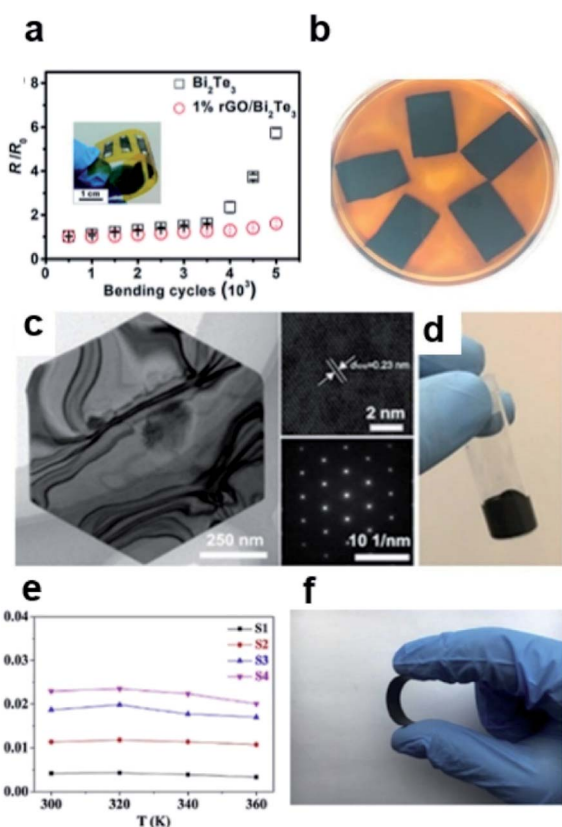 a
b
8
6
4
2
0
R/R₀
Bi₂Te₃
1% rGO/Bi₂Te₃
1 cm
0 1 2 3 4 5
Bending cycles (10³)
c
d
=0.23 nm
2 nm
250 nm
10 1/nm
e
f
0.04
0.03
0.02
0.01
0.00
S1
S2
S3
S4
300 320 340 360
T (K)